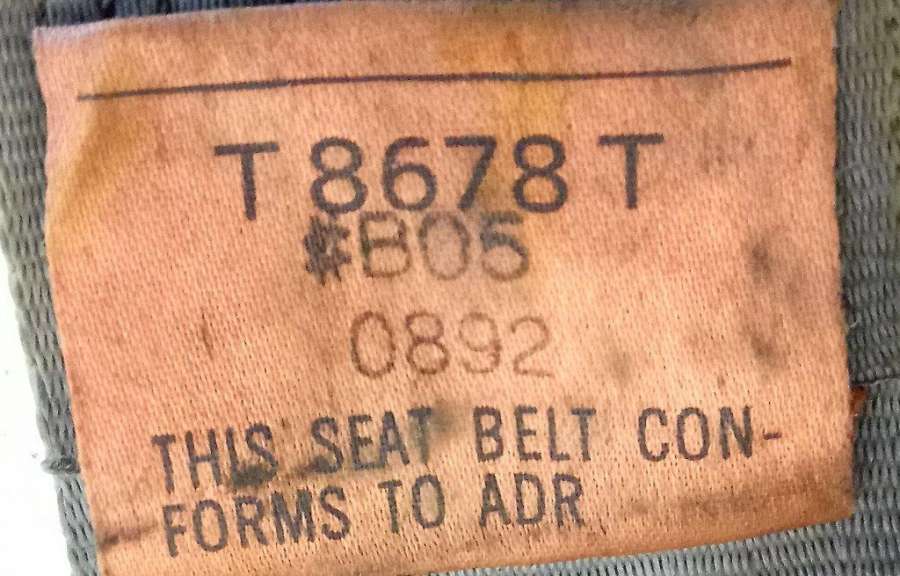 T 8678 T
#B05
0892
THIS SEAT BELT CON-
FORMS TO ADR